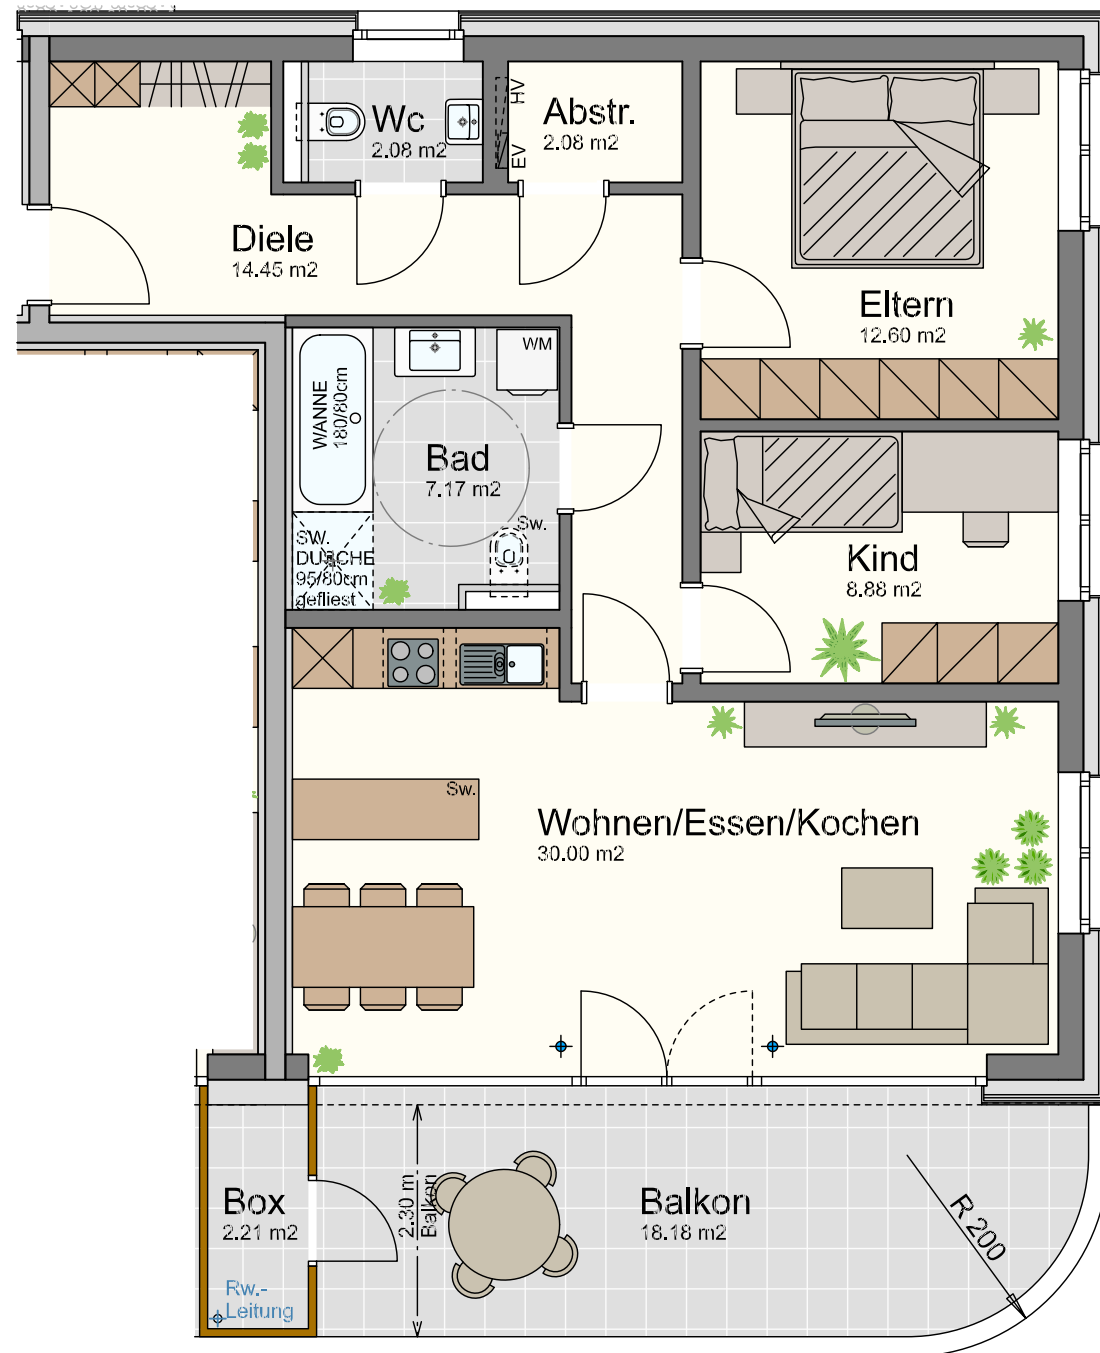 Wc
2.08 m2
HV
EV
Abstr.
2.08 m2
Diele
14.45 m2
Eltern
12.60 m2
WANNE
180/80cm
WM
Bad
7.17 m2
Sw.
SW.
DUSCHE
95/80cm
gefliest
Kind
8.88 m2
Sw.
Wohnen/Essen/Kochen
30.00 m2
Box
2.21 m2
Rw.-
Leitung
2.30 m
Balkon
Balkon
18.18 m2
R 200